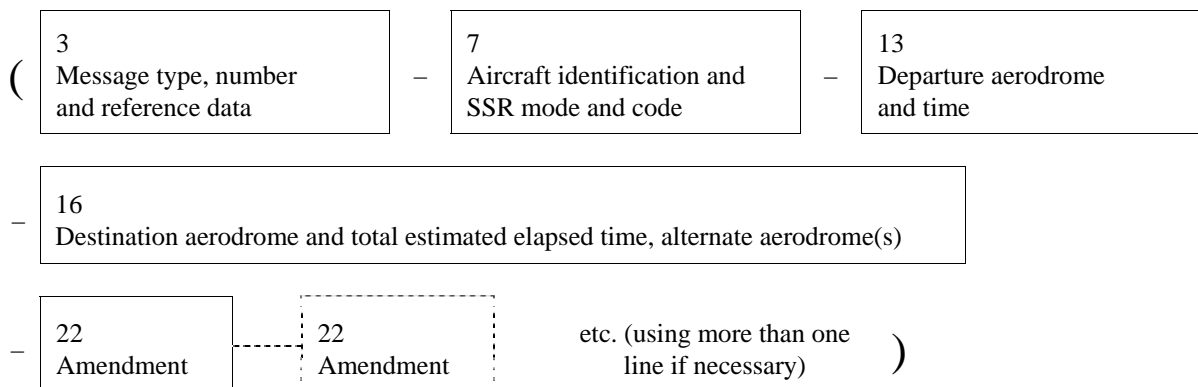 ( 3 – 7 – 13
Message type, number Aircraft identification and Departure aerodrome
and reference data SSR mode and code and time
– 16
Destination aerodrome and total estimated elapsed time, alternate aerodrome(s)
– 22 22 etc. (using more than one
Amendment Amendment line if necessary) )